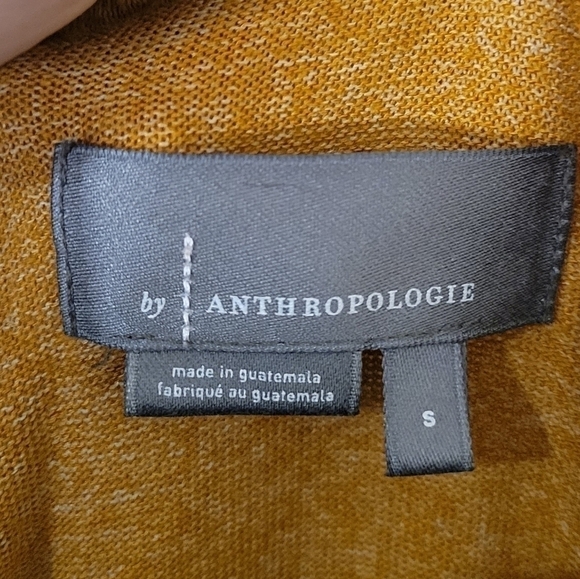 by ANTHROPOLOGIE
made in guatemala
fabriqué au guatemala
S